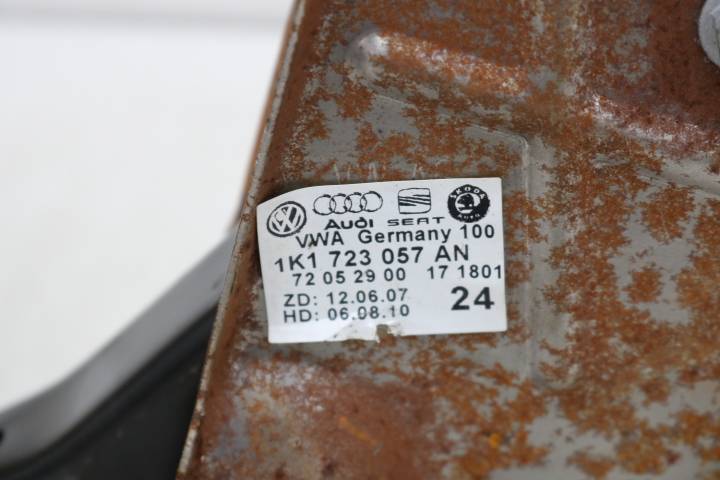 AUDI SEAT ŠKODA AUTO
VWA Germany 100
1K1 723 057 AN
72 05 29 00 17 1801
ZD: 12.06.07 24
HD: 06.08.10